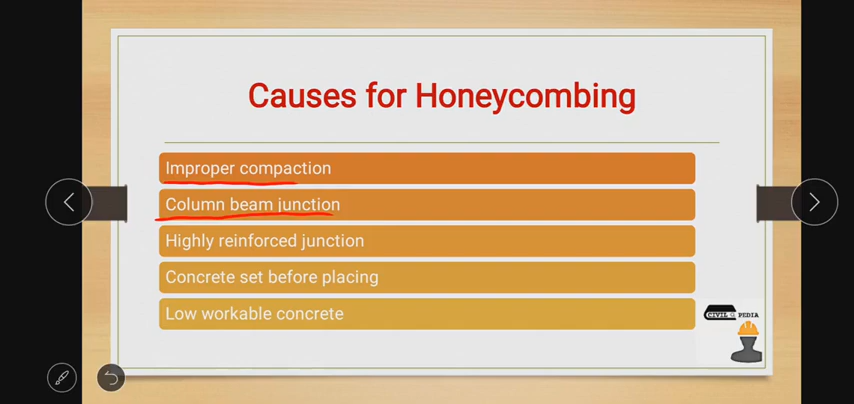 Causes for Honeycombing
Improper compaction
Column beam junction
Highly reinforced junction
Concrete set before placing
Low workable concrete
CIVIL PEDIA